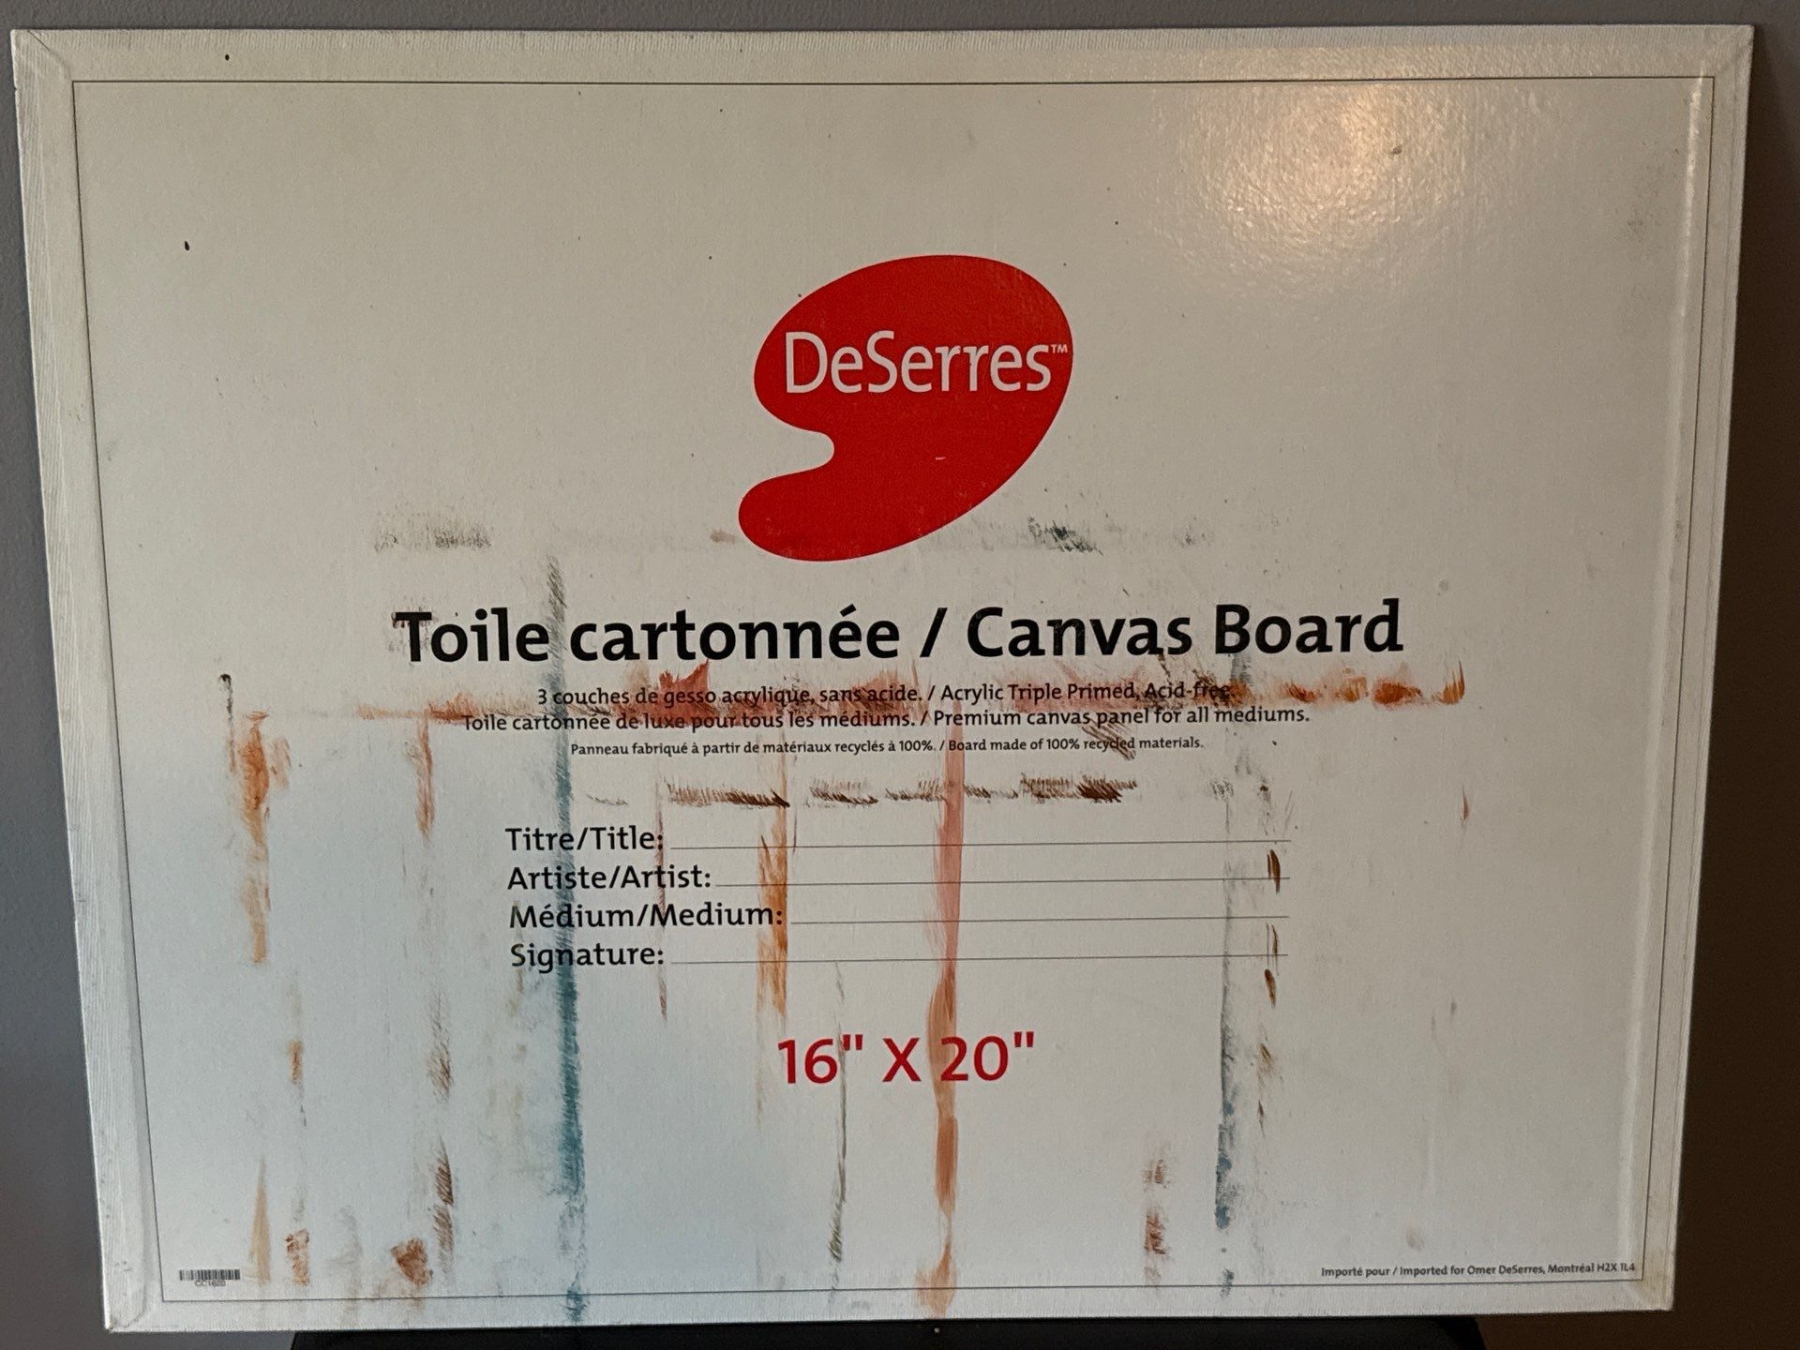 DeSerres™
Toile cartonnée / Canvas Board
3 couches de gesso acrylique, sans acide. / Acrylic Triple Primed, Acid-free.
Toile cartonnée de luxe pour tous les médiums. / Premium canvas panel for all mediums.
Panneau fabriqué à partir de matériaux recyclés à 100%. / Board made of 100% recycled materials.
Titre/Title:
Artiste/Artist:
Médium/Medium:
Signature:
16" X 20"
Importé pour / Imported for Omer DeSerres, Montréal H2X 1L4